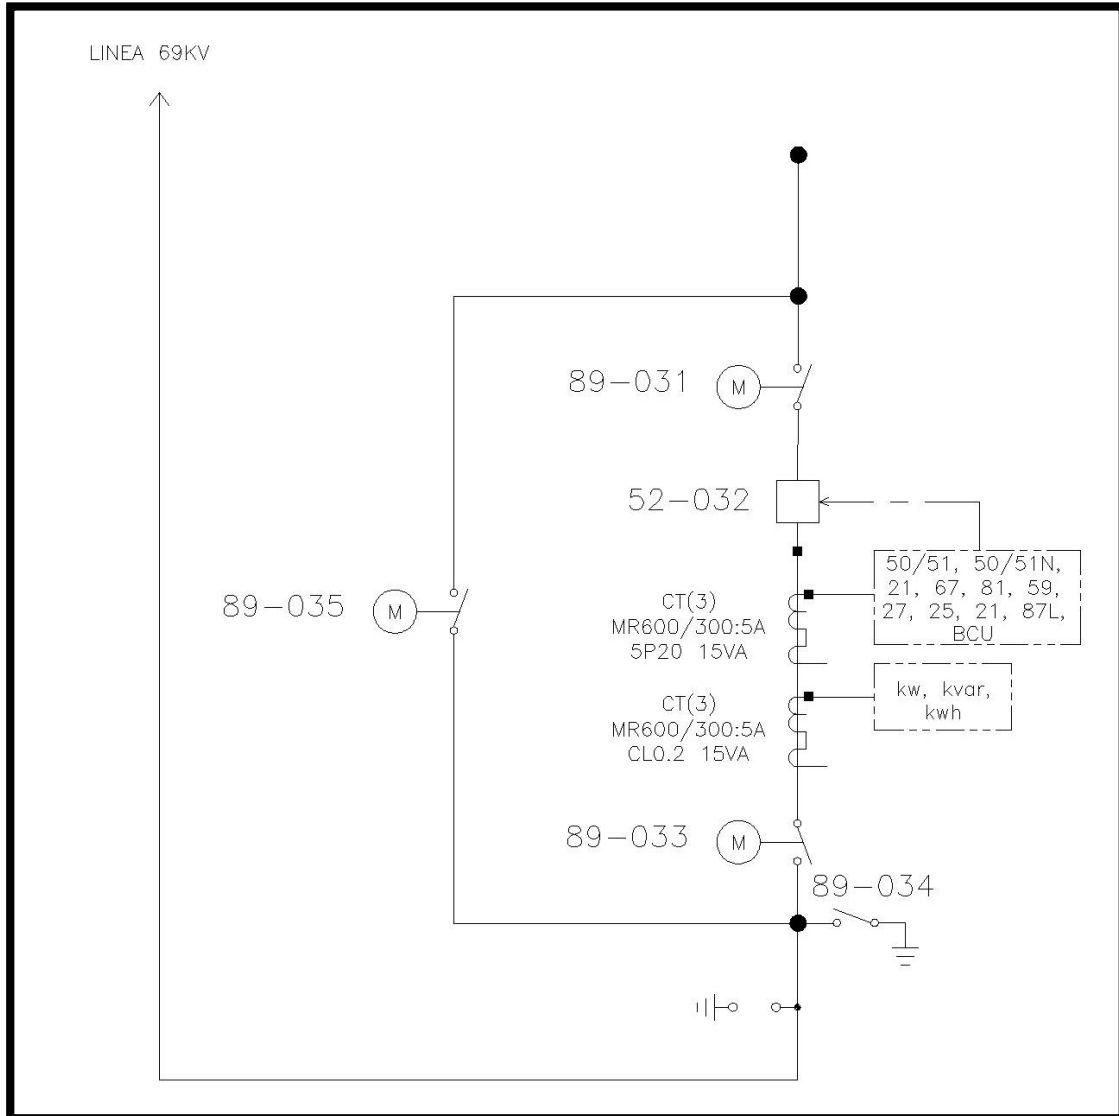 LINEA 69KV
89-031
M
52-032
50/51, 50/51N,
21, 67, 81, 59,
27, 25, 21, 87L,
BCU
89-035
M
CT(3)
MR600/300:5A
5P20 15VA
kw, kvar,
kwh
CT(3)
MR600/300:5A
CL0.2 15VA
89-033
M
89-034